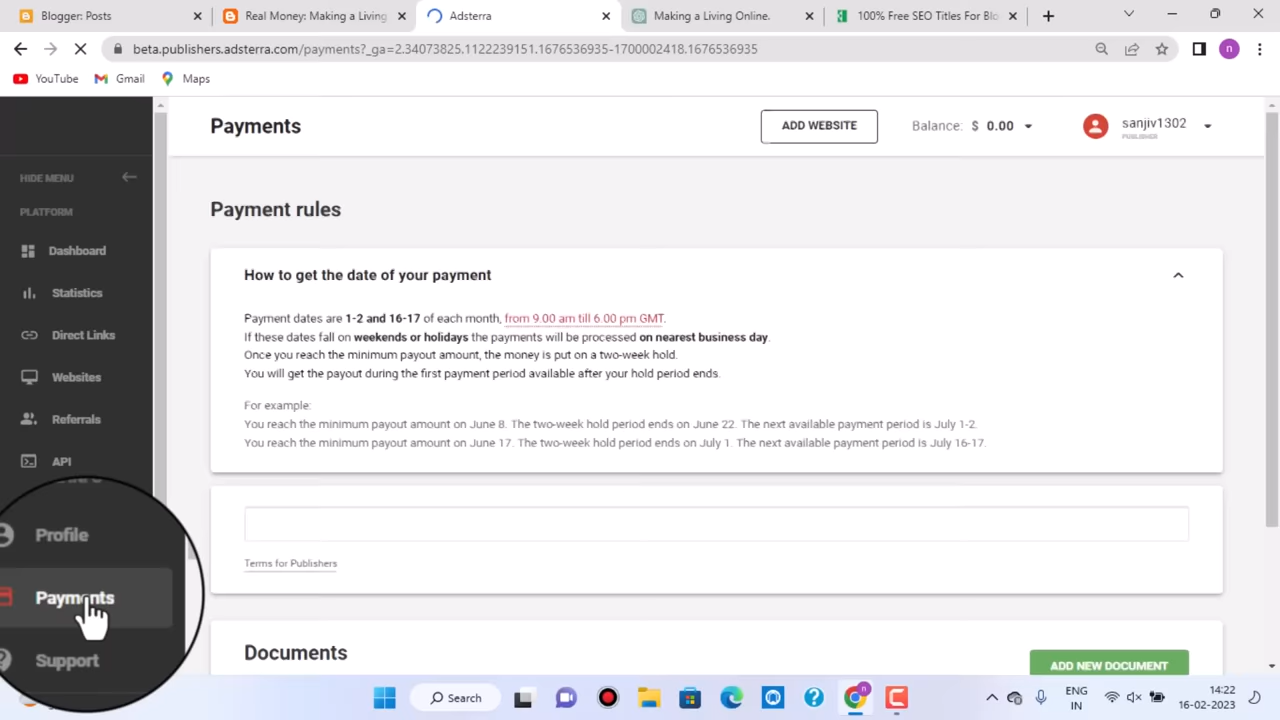 Blogger: Posts
Real Money: Making a Living
Adsterra
Making a Living Online.
100% Free SEO Titles For Blo
beta.publishers.adsterra.com/payments?_ga=2.34073825.1122239151.1676536935-1700002418.1676536935
n
YouTube
Gmail
Maps
Payments
ADD WEBSITE
Balance: $ 0.00
sanjiv1302
PUBLISHER
HIDE MENU
PLATFORM
Dashboard
Statistics
Direct Links
Websites
Referrals
API
Profile
Payments
Support
Payment rules
How to get the date of your payment
Payment dates are 1-2 and 16-17 of each month, from 9.00 am till 6.00 pm GMT.
If these dates fall on weekends or holidays the payments will be processed on nearest business day.
Once you reach the minimum payout amount, the money is put on a two-week hold.
You will get the payout during the first payment period available after your hold period ends.
For example:
You reach the minimum payout amount on June 8. The two-week hold period ends on June 22. The next available payment period is July 1-2.
You reach the minimum payout amount on June 17. The two-week hold period ends on July 1. The next available payment period is July 16-17.
Terms for Publishers
Documents
ADD NEW DOCUMENT
Search
n
ENG
IN
14:22
16-02-2023